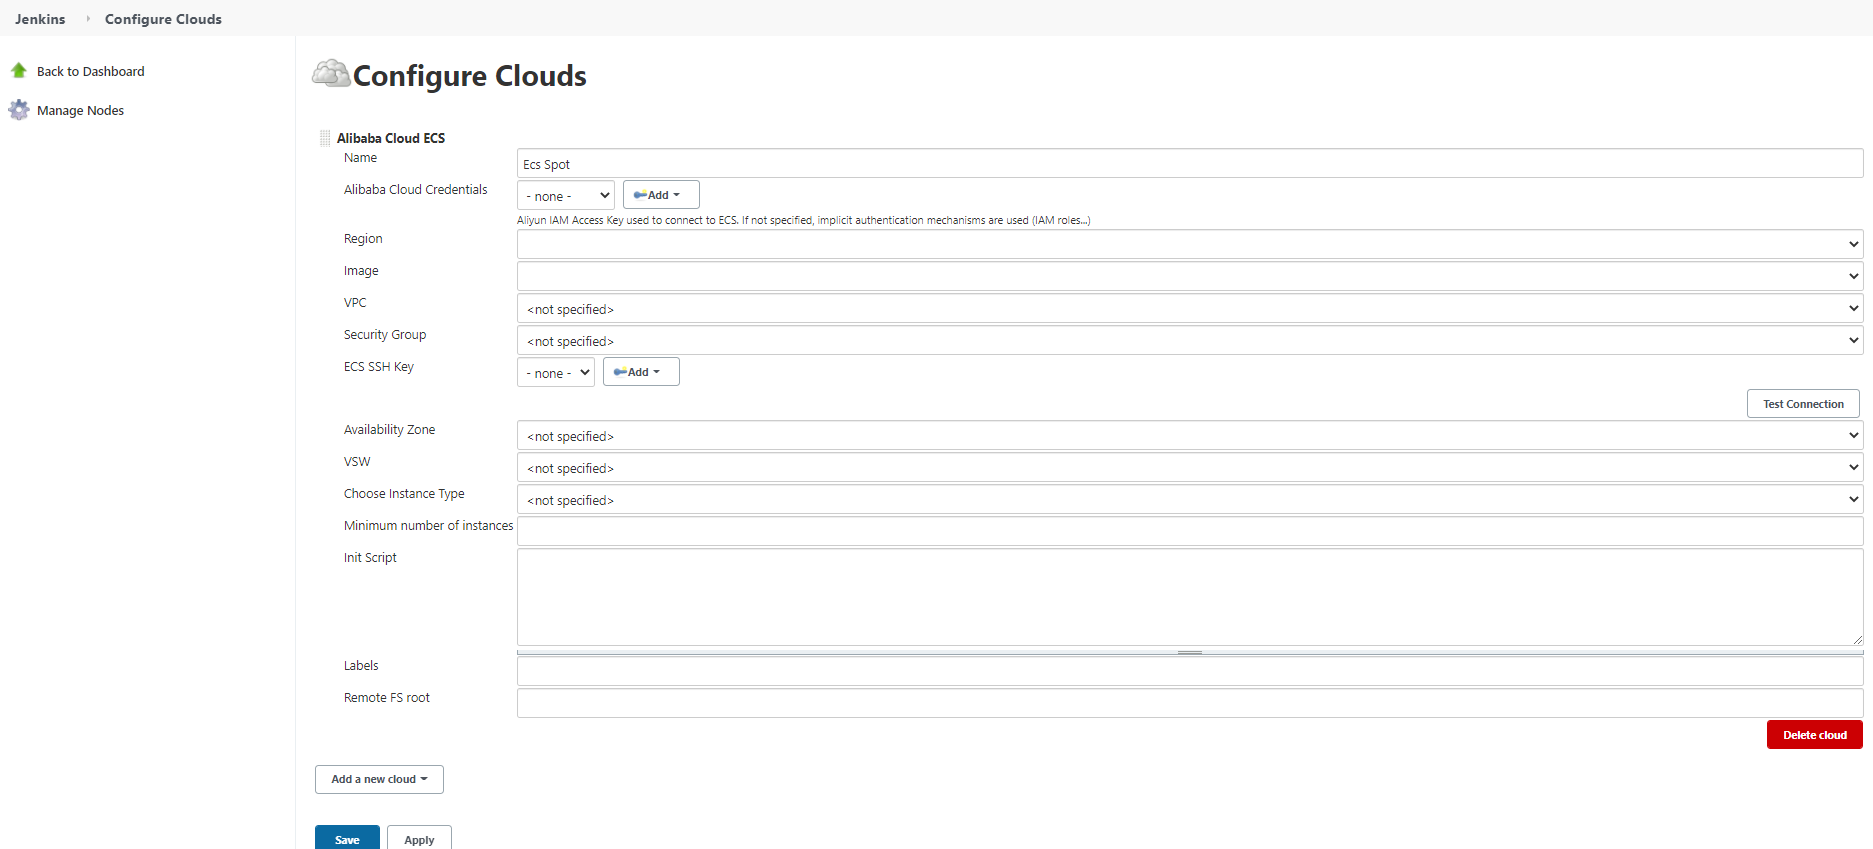 Jenkins Configure Clouds
Back to Dashboard
Manage Nodes
Configure Clouds
Alibaba Cloud ECS
Name
Ecs Spot
Alibaba Cloud Credentials
- none - Add
Aliyun IAM Access Key used to connect to ECS. If not specified, implicit authentication mechanisms are used (IAM roles...)
Region
Image
VPC
<not specified>
Security Group
<not specified>
ECS SSH Key
- none - Add
Test Connection
Availability Zone
<not specified>
VSW
<not specified>
Choose Instance Type
<not specified>
Minimum number of instances
Init Script
Labels
Remote FS root
Delete cloud
Add a new cloud
Save Apply